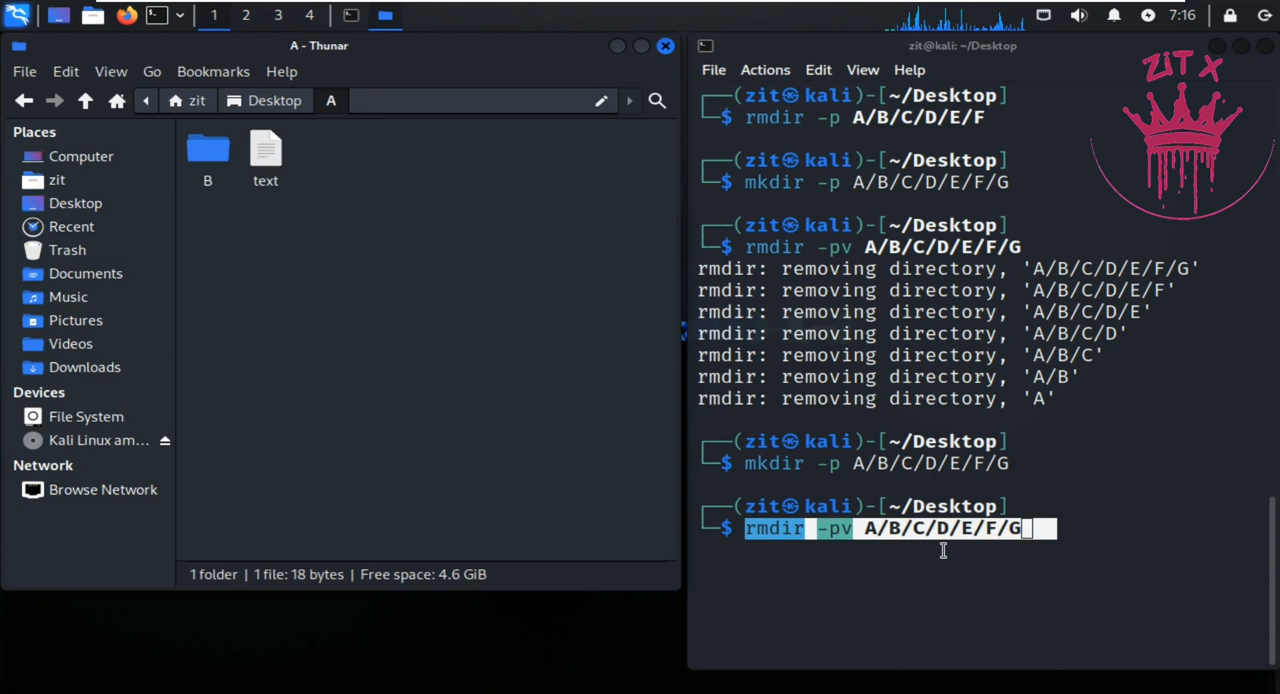 1 2 3 4 7:16
A - Thunar
File Edit View Go Bookmarks Help
zit Desktop A
Places
Computer
zit
Desktop
Recent
Trash
Documents
Music
Pictures
Videos
Downloads
Devices
File System
Kali Linux am...
Network
Browse Network
B text
1 folder | 1 file: 18 bytes | Free space: 4.6 GiB
zit@kali: ~/Desktop
File Actions Edit View Help
ZiT X
┌──(zit㉿kali)-[~/Desktop]
└─$ rmdir -p A/B/C/D/E/F
┌──(zit㉿kali)-[~/Desktop]
└─$ mkdir -p A/B/C/D/E/F/G
┌──(zit㉿kali)-[~/Desktop]
└─$ rmdir -pv A/B/C/D/E/F/G
rmdir: removing directory, 'A/B/C/D/E/F/G'
rmdir: removing directory, 'A/B/C/D/E/F'
rmdir: removing directory, 'A/B/C/D/E'
rmdir: removing directory, 'A/B/C/D'
rmdir: removing directory, 'A/B/C'
rmdir: removing directory, 'A/B'
rmdir: removing directory, 'A'
┌──(zit㉿kali)-[~/Desktop]
└─$ mkdir -p A/B/C/D/E/F/G
┌──(zit㉿kali)-[~/Desktop]
└─$ rmdir -pv A/B/C/D/E/F/G